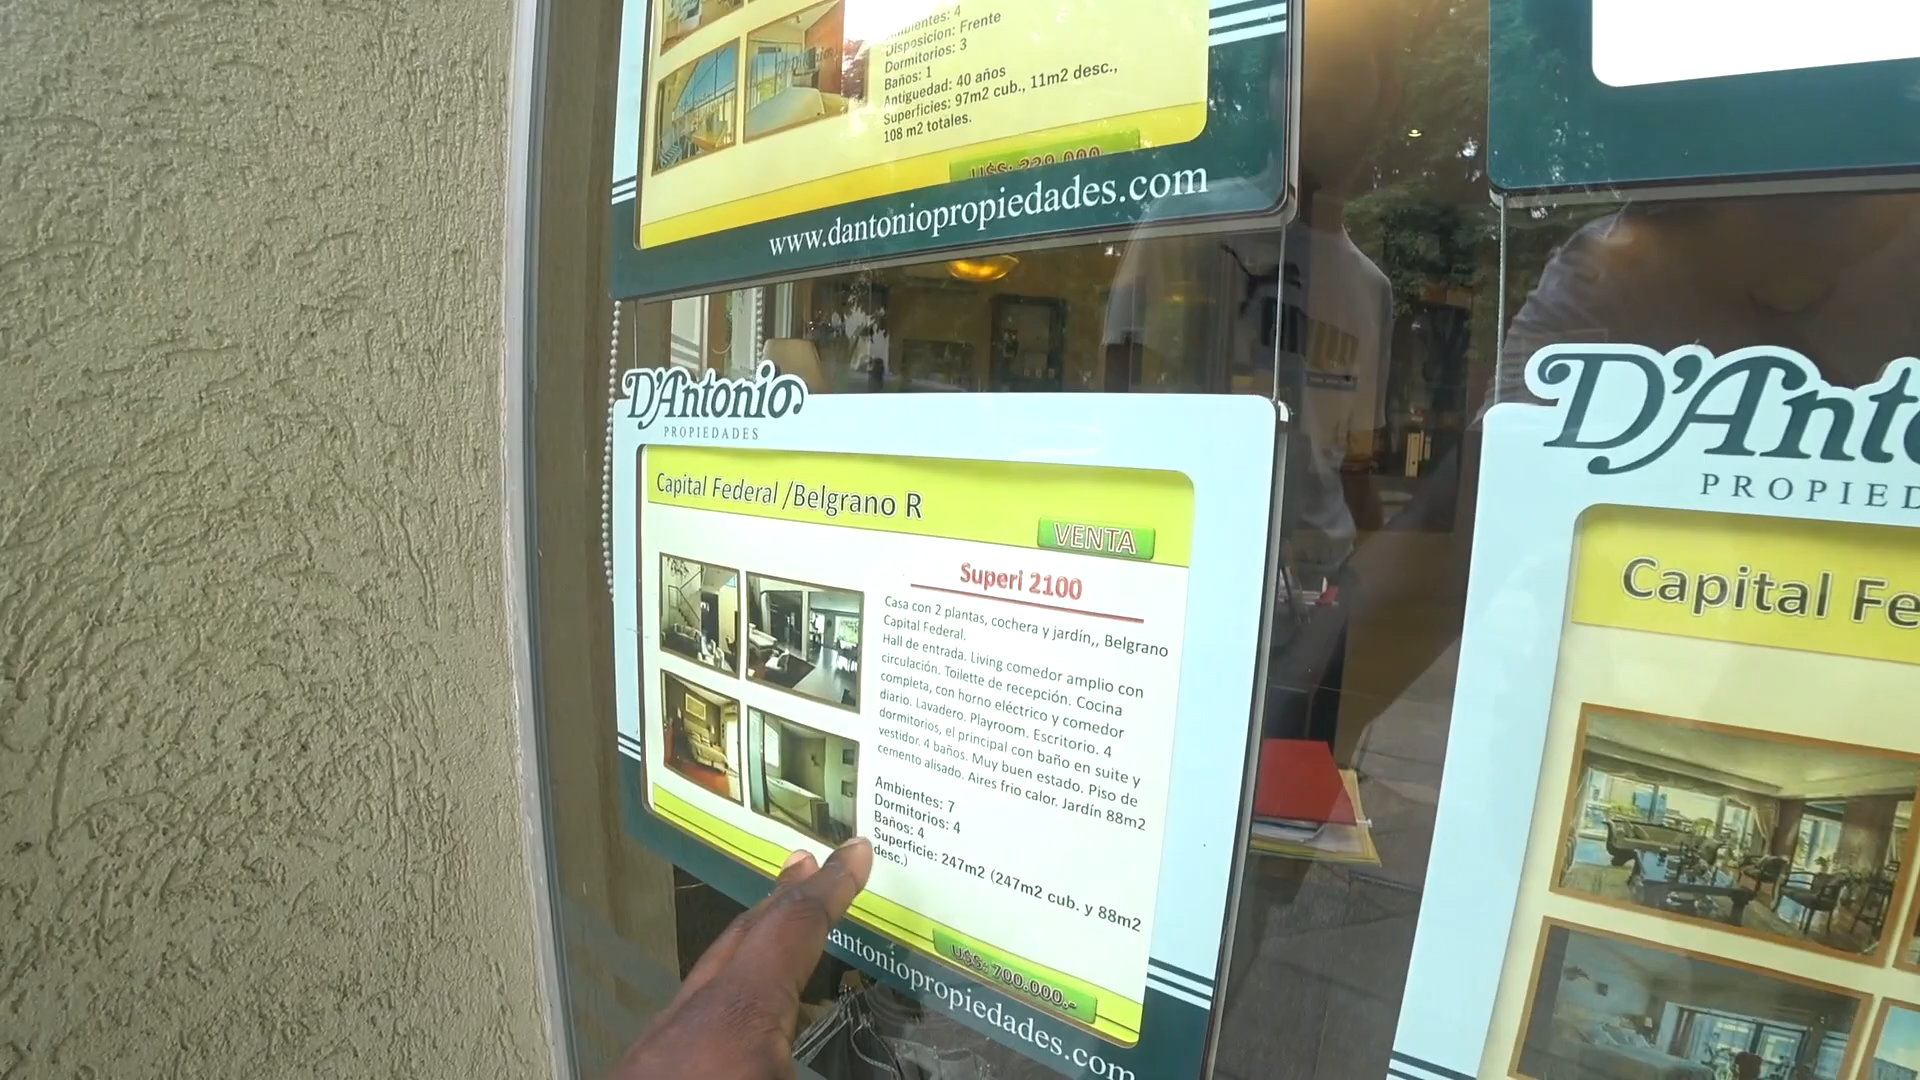 Ambientes: 4
Disposicion: Frente
Dormitorios: 3
Baños: 1
Antiguedad: 40 años
Superficies: 97m2 cub., 11m2 desc.,
108 m2 totales.
www.dantoniopropiedades.com
D'Antonio
PROPIEDADES
Capital Federal /Belgrano R
VENTA
Superi 2100
Casa con 2 plantas, cochera y jardín,, Belgrano
Capital Federal.
Hall de entrada. Living comedor amplio con
circulación. Toilette de recepción. Cocina
completa, con horno eléctrico y comedor
diario. Lavadero. Playroom. Escritorio. 4
dormitorios, el principal con baño en suite y
vestidor. 4 baños. Muy buen estado. Piso de
cemento alisado. Aires frio calor. Jardín 88m2
Ambientes: 7
Dormitorios: 4
Baños: 4
Superficie: 247m2 (247m2 cub. y 88m2
desc.)
U$S: 700.000.-
antoniopropiedades.com
D'Anto
PROPIED
Capital Fe